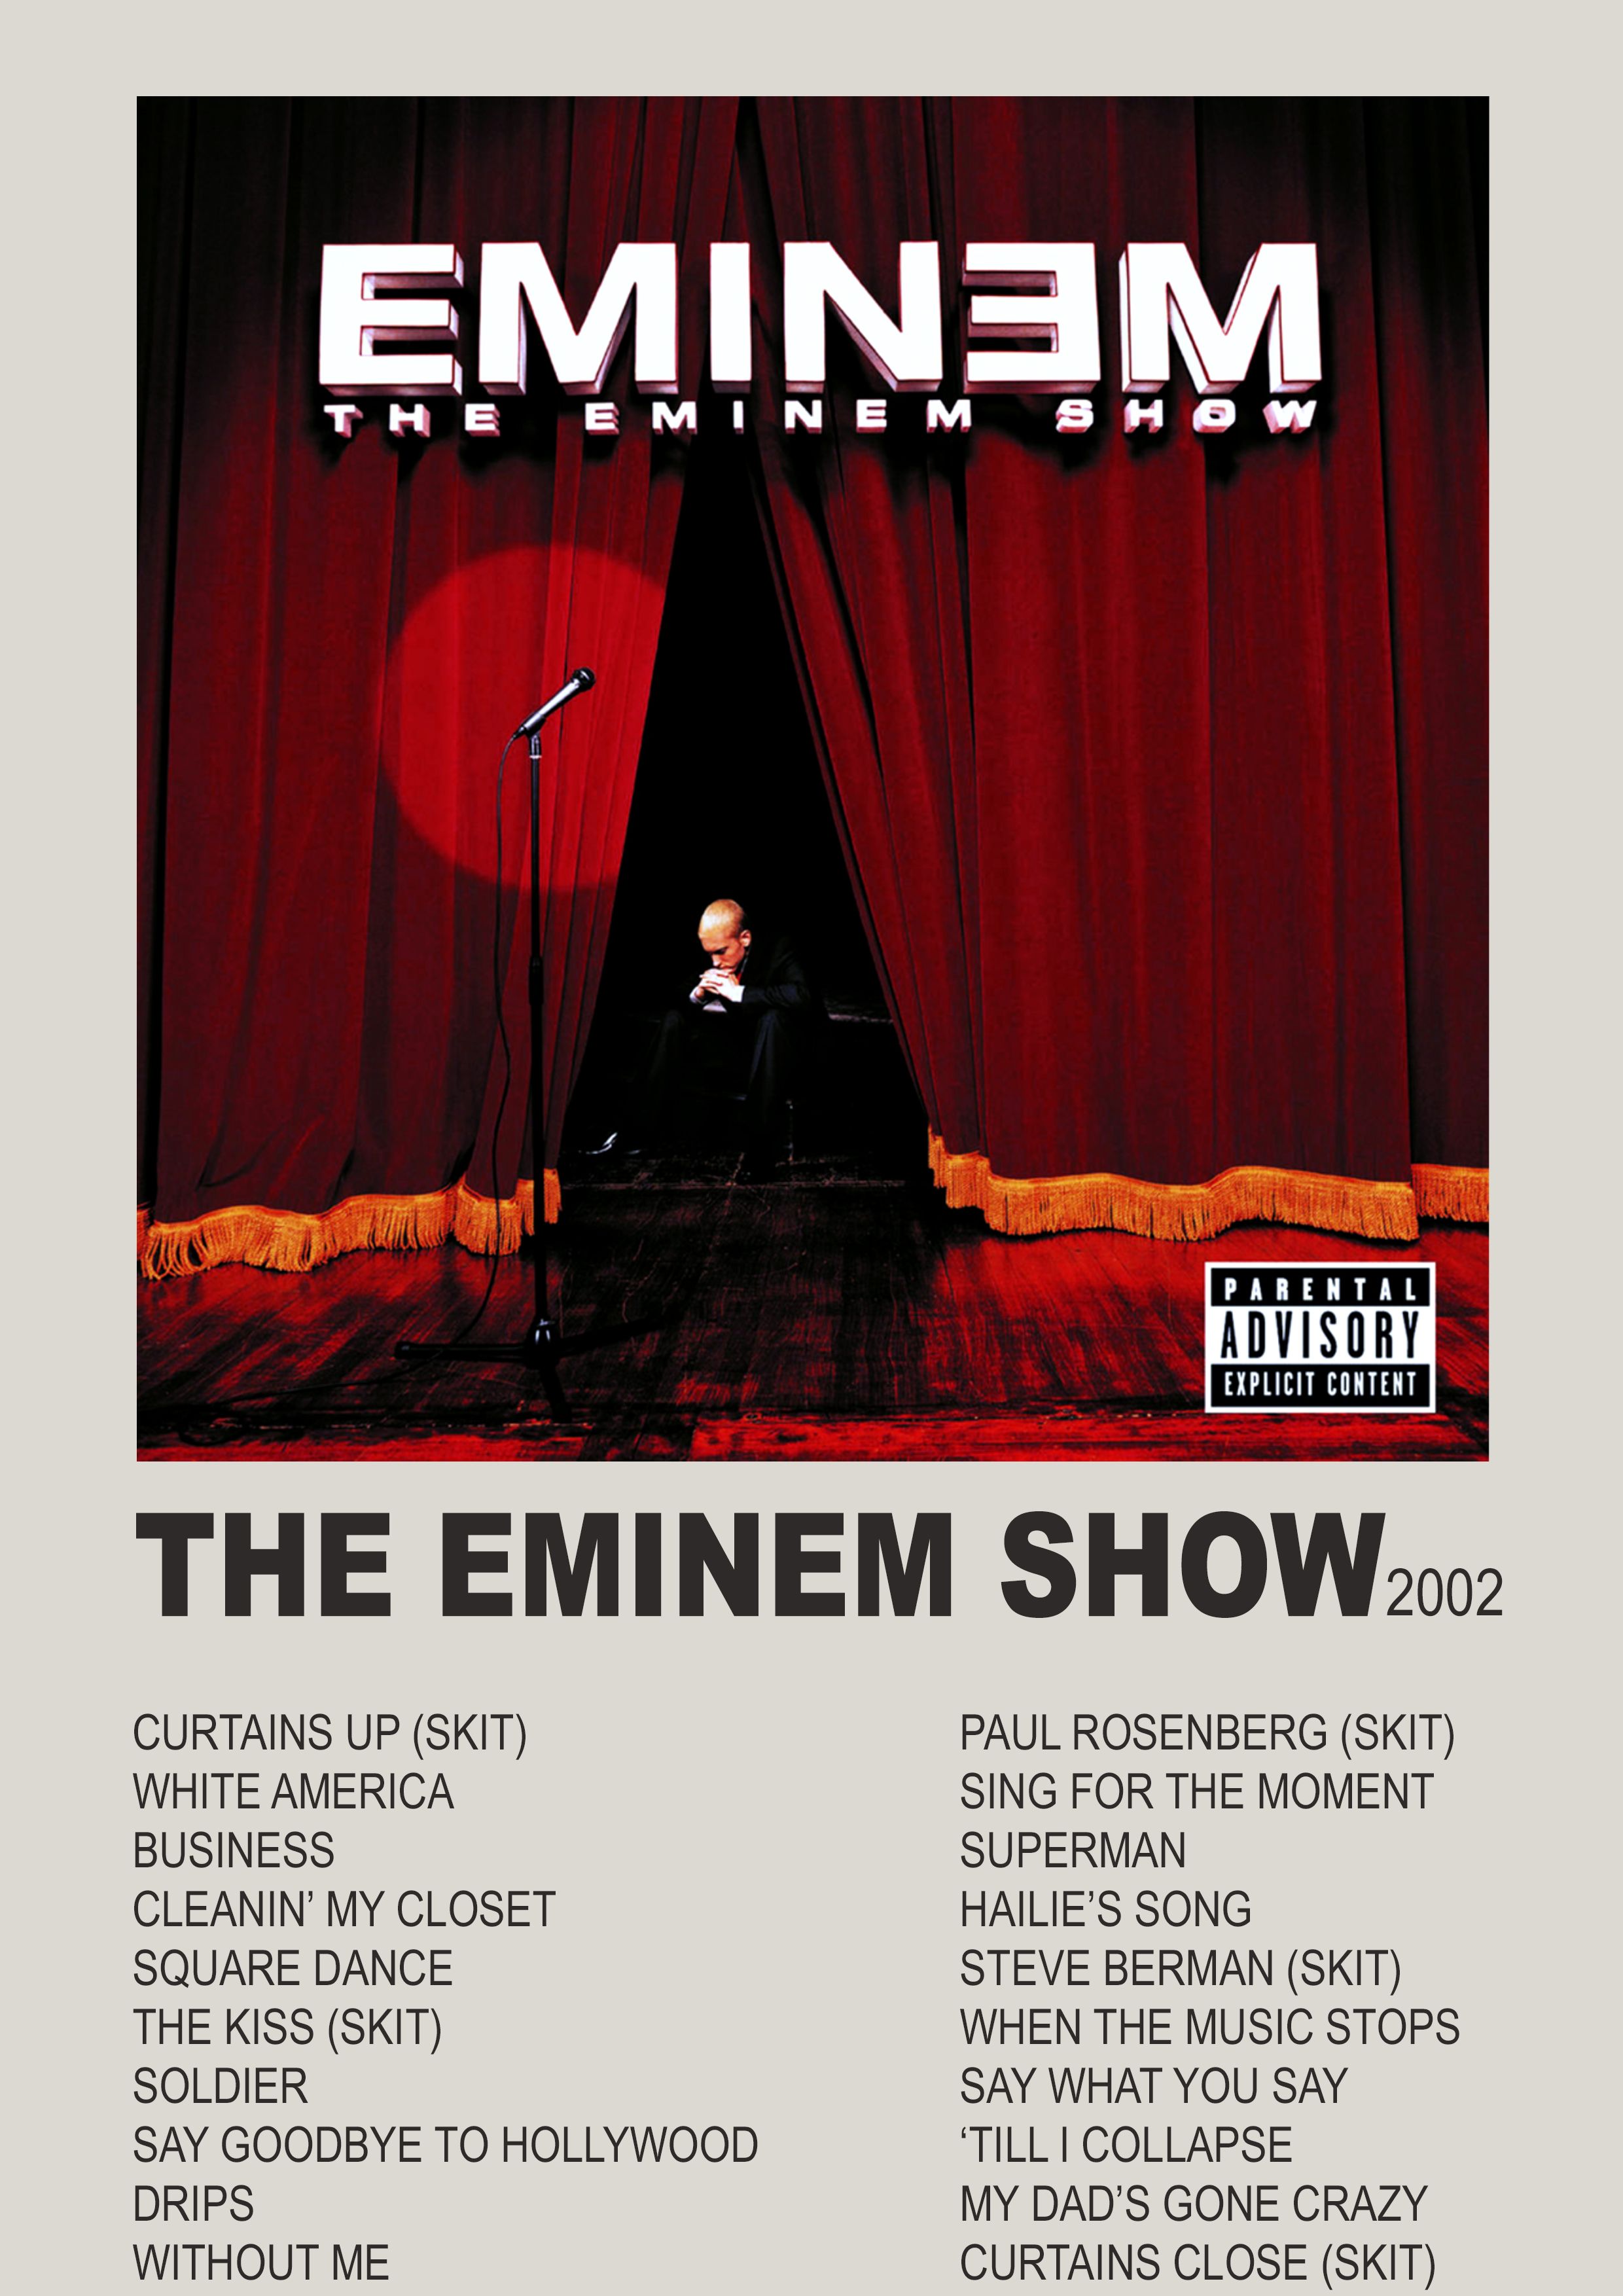 EMINƎM
THE EMINEM SHOW
PARENTAL
ADVISORY
EXPLICIT CONTENT
THE EMINEM SHOW 2002
CURTAINS UP (SKIT)
WHITE AMERICA
BUSINESS
CLEANIN’ MY CLOSET
SQUARE DANCE
THE KISS (SKIT)
SOLDIER
SAY GOODBYE TO HOLLYWOOD
DRIPS
WITHOUT ME
PAUL ROSENBERG (SKIT)
SING FOR THE MOMENT
SUPERMAN
HAILIE’S SONG
STEVE BERMAN (SKIT)
WHEN THE MUSIC STOPS
SAY WHAT YOU SAY
‘TILL I COLLAPSE
MY DAD’S GONE CRAZY
CURTAINS CLOSE (SKIT)